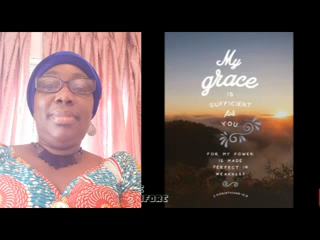 My
grace
IS
SUFFICIENT
for
YOU
FOR MY POWER
IS MADE
PERFECT IN
WEAKNESS